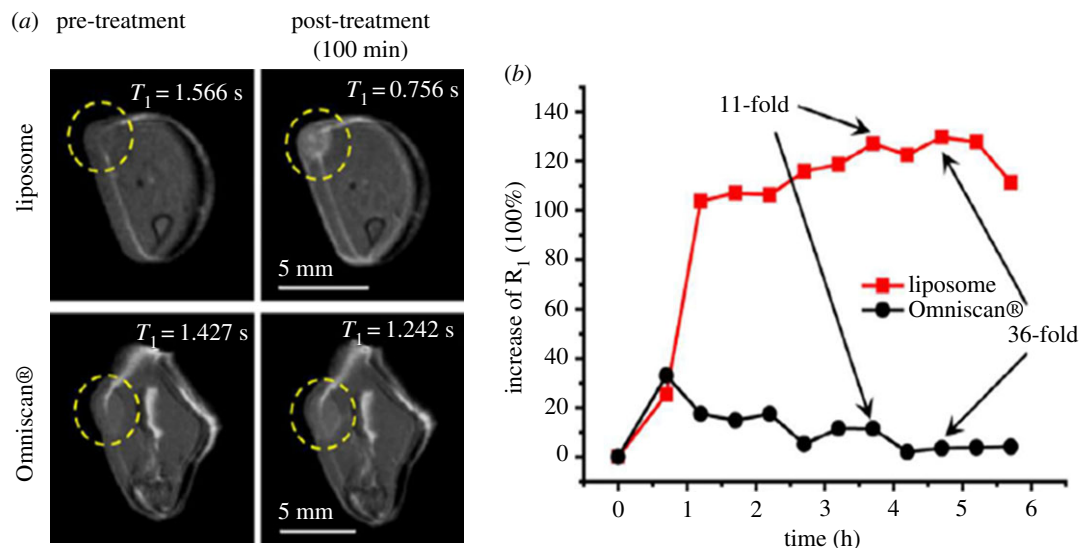 (a) pre-treatment
post-treatment
(100 min)
liposome
T1 = 1.566 s
T1 = 0.756 s
5 mm
Omniscan®
T1 = 1.427 s
T1 = 1.242 s
5 mm
(b)
increase of R1 (100%)
140
120
100
80
60
40
20
0
11-fold
liposome
Omniscan®
36-fold
0 1 2 3 4 5 6
time (h)